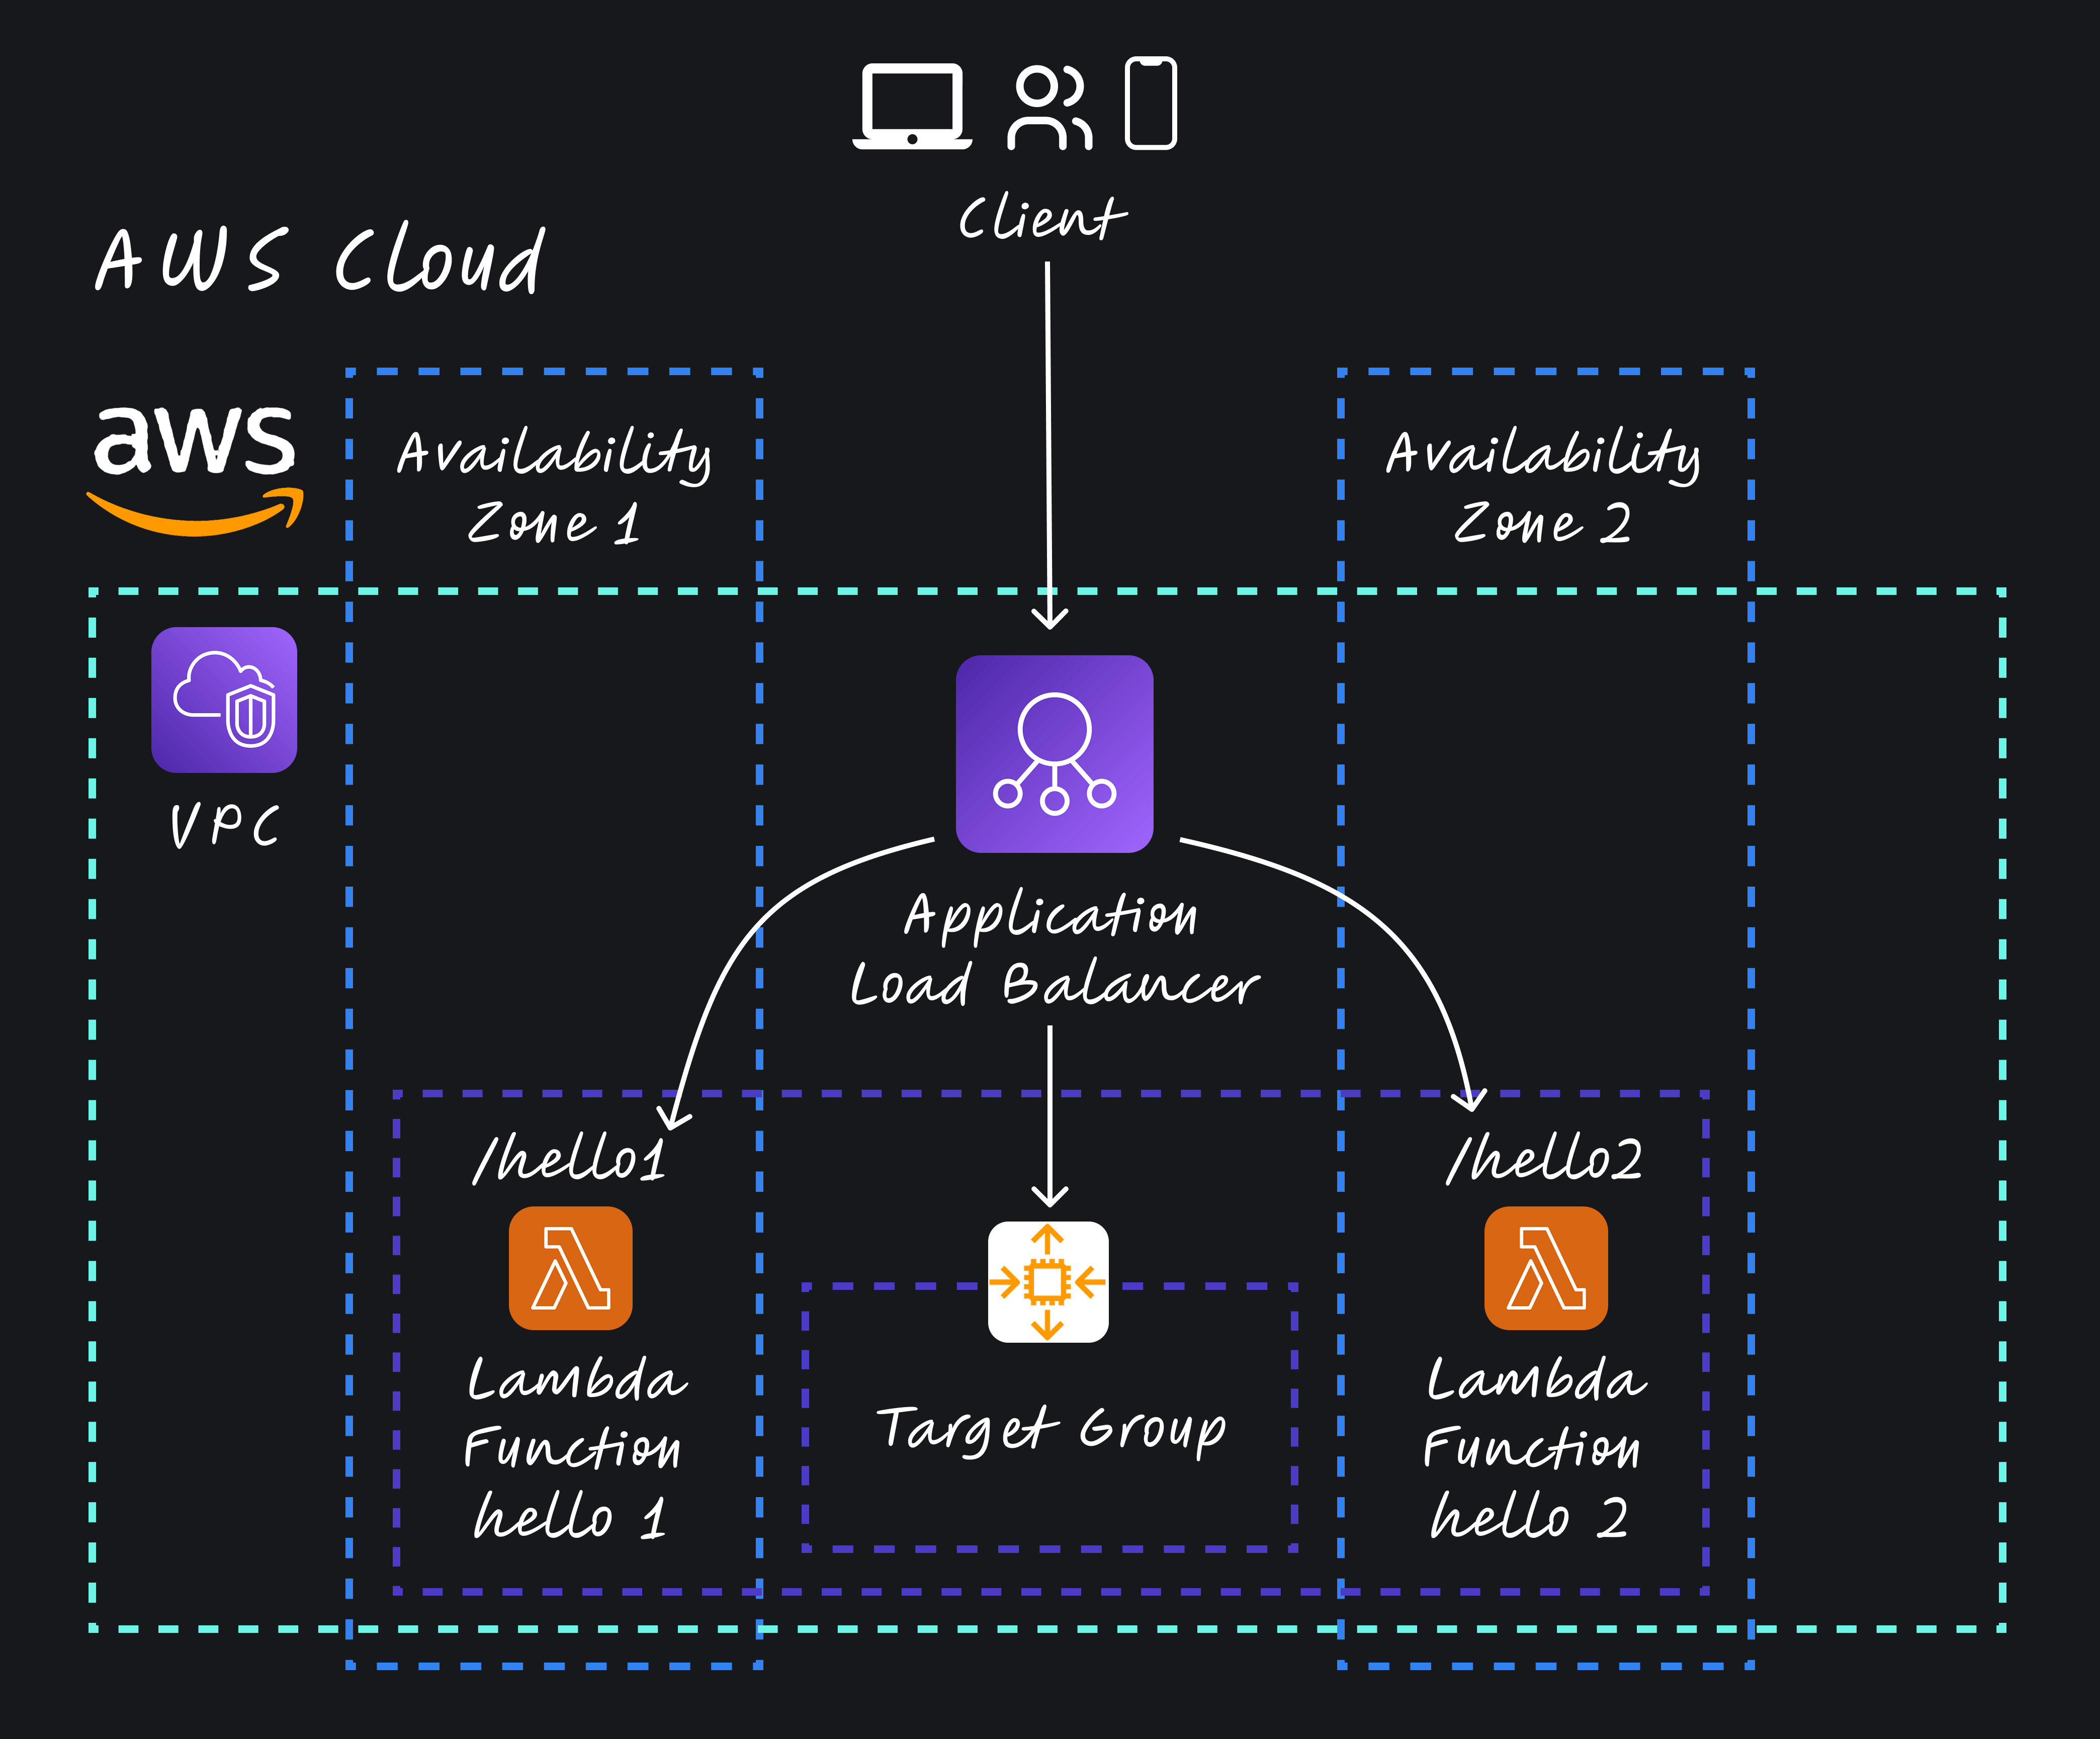 Client
AWS Cloud
aws
Availability
Zone 1
Availability
Zone 2
VPC
Application
Load Balancer
/hello1
/hello2
Lambda
Function
hello 1
Target Group
Lambda
Function
hello 2